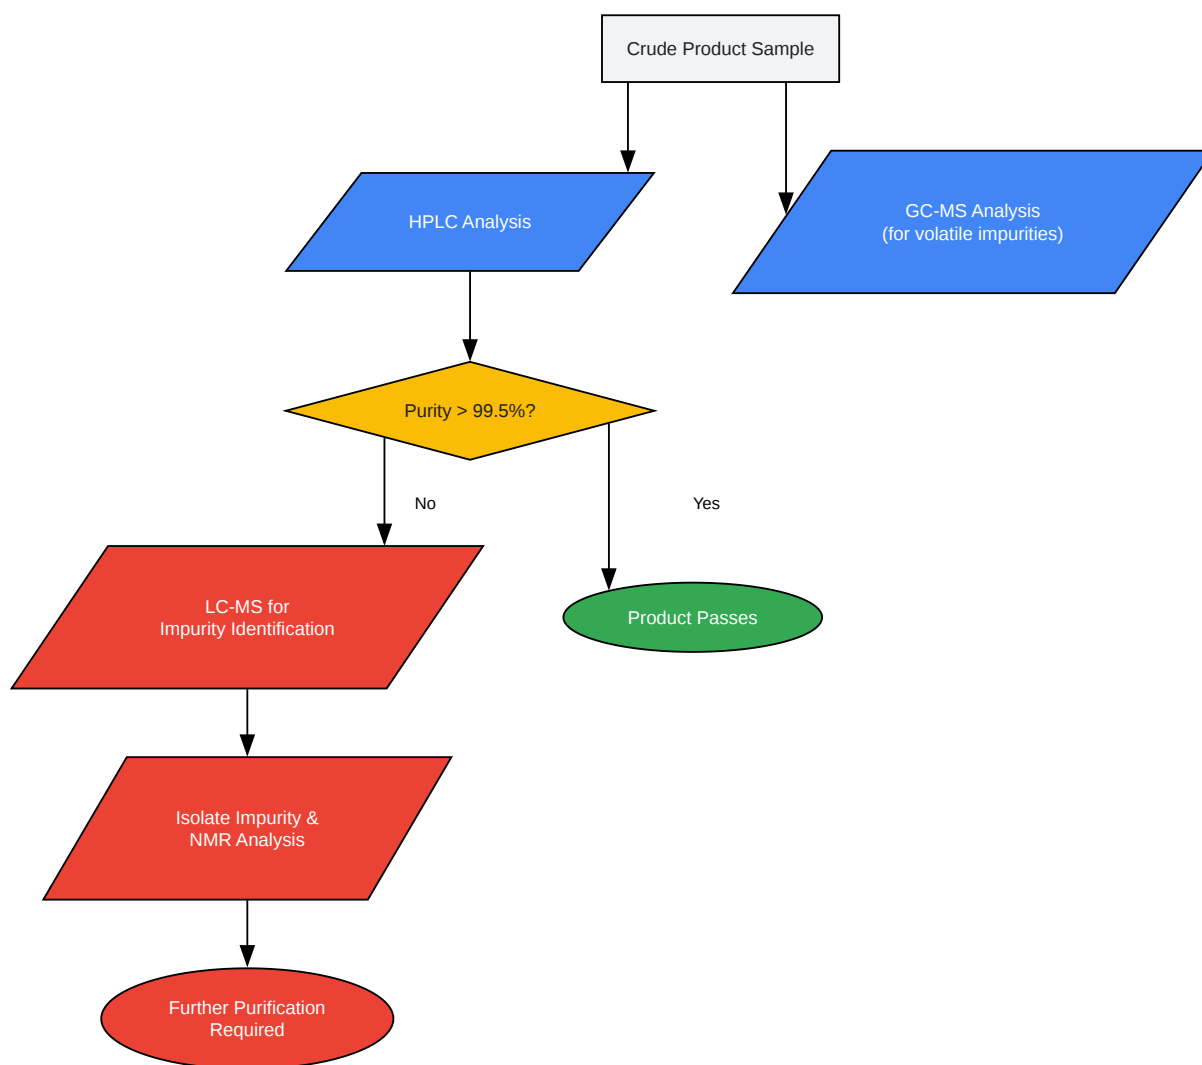 Crude Product Sample
HPLC Analysis
GC-MS Analysis
(for volatile impurities)
Purity > 99.5%?
No
Yes
LC-MS for
Impurity Identification
Product Passes
Isolate Impurity &
NMR Analysis
Further Purification
Required